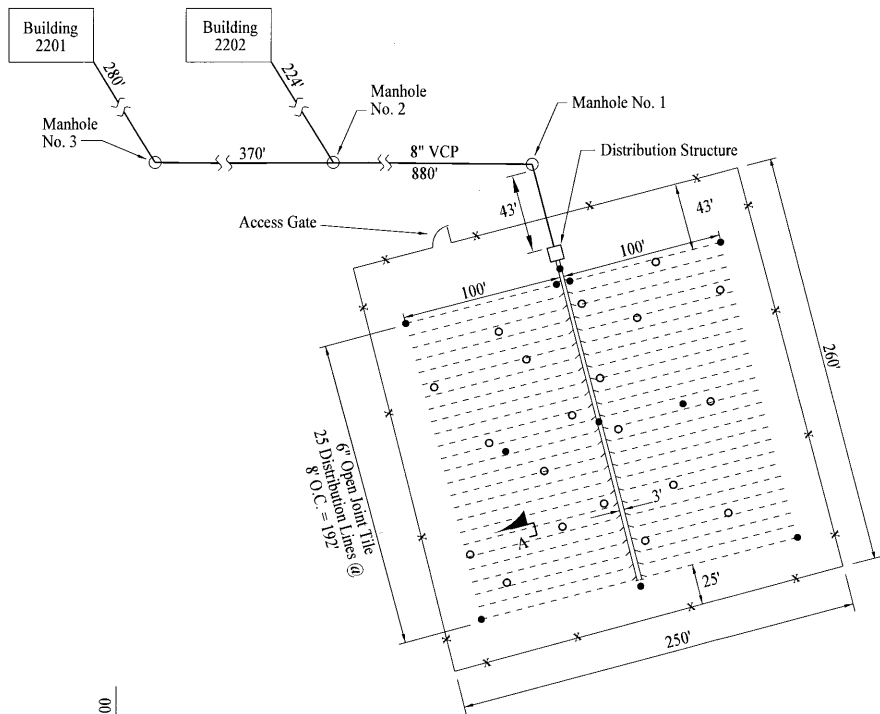 Building
2201
Building
2202
280'
224'
Manhole
No. 2
Manhole No. 1
Manhole
No. 3
370'
8" VCP
880'
Distribution Structure
43'
43'
Access Gate
100'
100'
260'
6" Open Joint Tile
25 Distribution Lines @
8' O.C. = 192'
3'
A
25'
250'
00